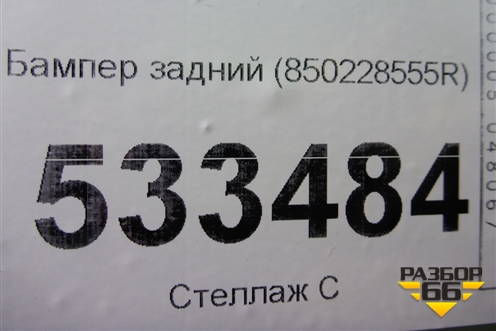 Бампер задний (850228555R)
533484
Стеллаж С
РАЗБОР
66